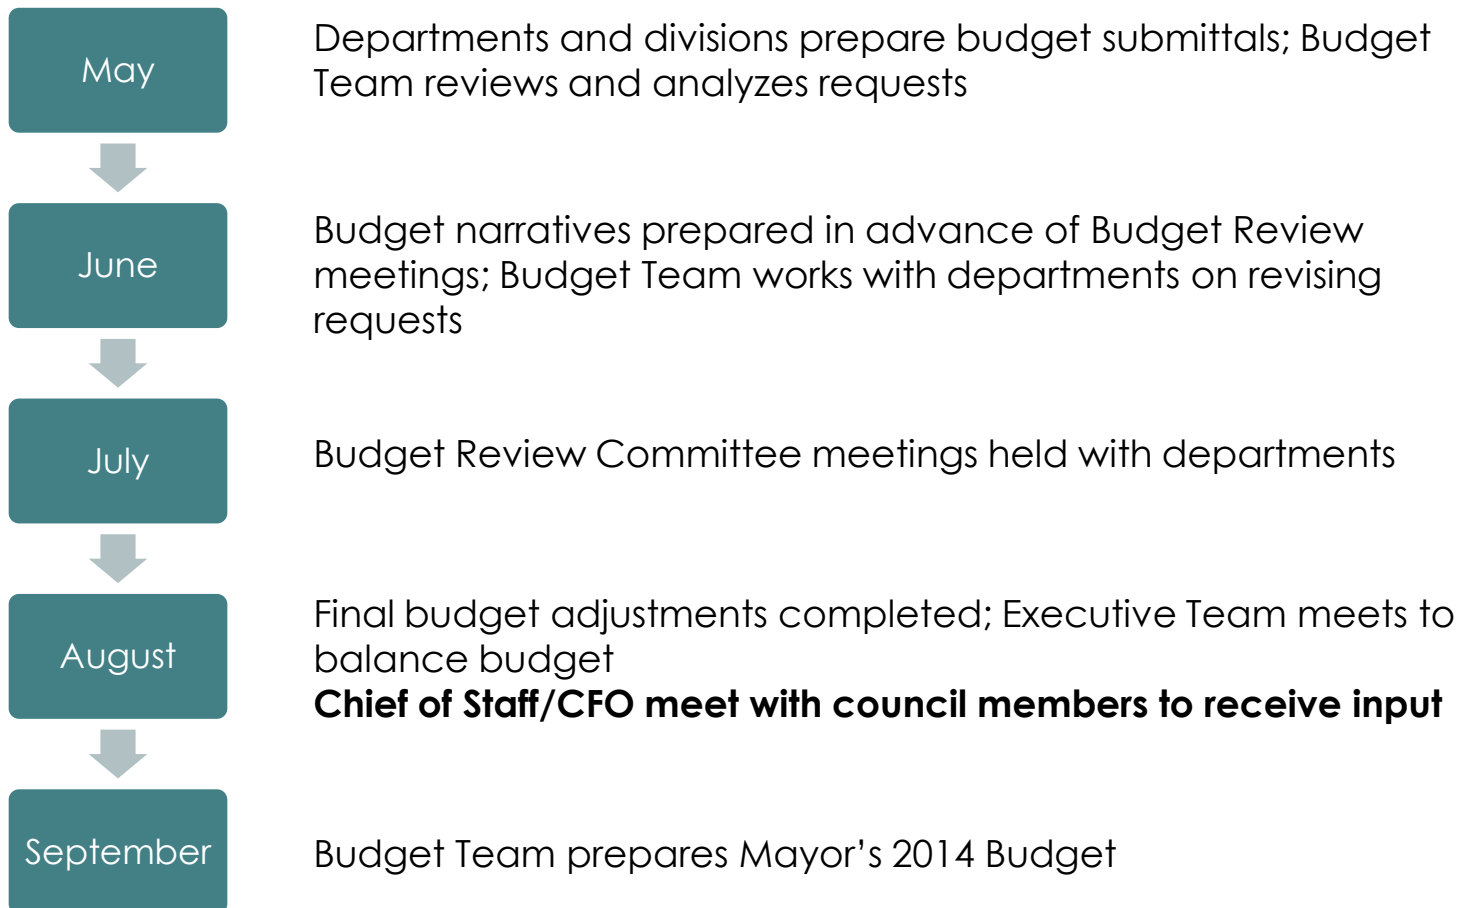 May
Departments and divisions prepare budget submittals; Budget
Team reviews and analyzes requests
June
Budget narratives prepared in advance of Budget Review
meetings; Budget Team works with departments on revising
requests
July
Budget Review Committee meetings held with departments
August
Final budget adjustments completed; Executive Team meets to
balance budget
Chief of Staff/CFO meet with council members to receive input
September
Budget Team prepares Mayor’s 2014 Budget